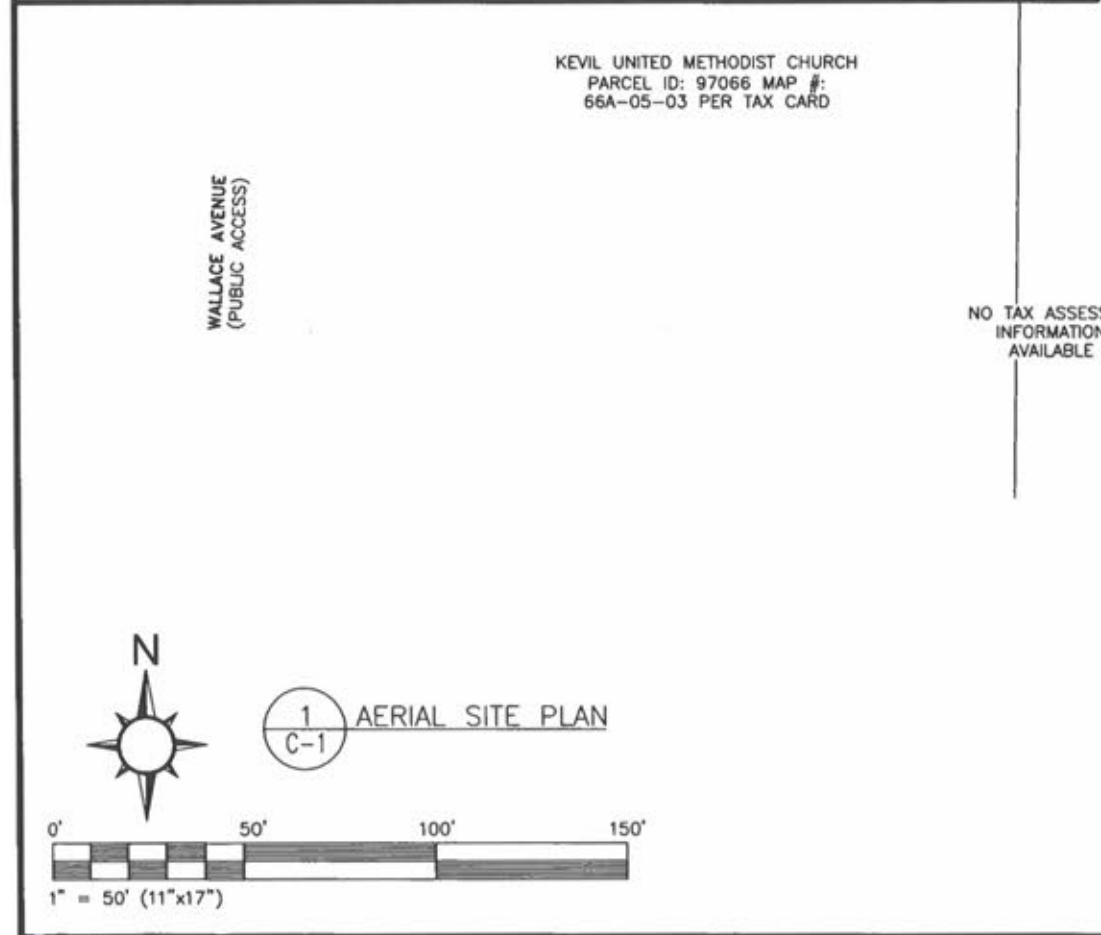 KEVIL UNITED METHODIST CHURCH
PARCEL ID: 97066 MAP #:
66A-05-03 PER TAX CARD
WALLACE AVENUE
(PUBLIC ACCESS)
NO TAX ASSESS
INFORMATION
AVAILABLE
N
1
C-1
AERIAL SITE PLAN
0' 50' 100' 150'
1" = 50' (11"x17")